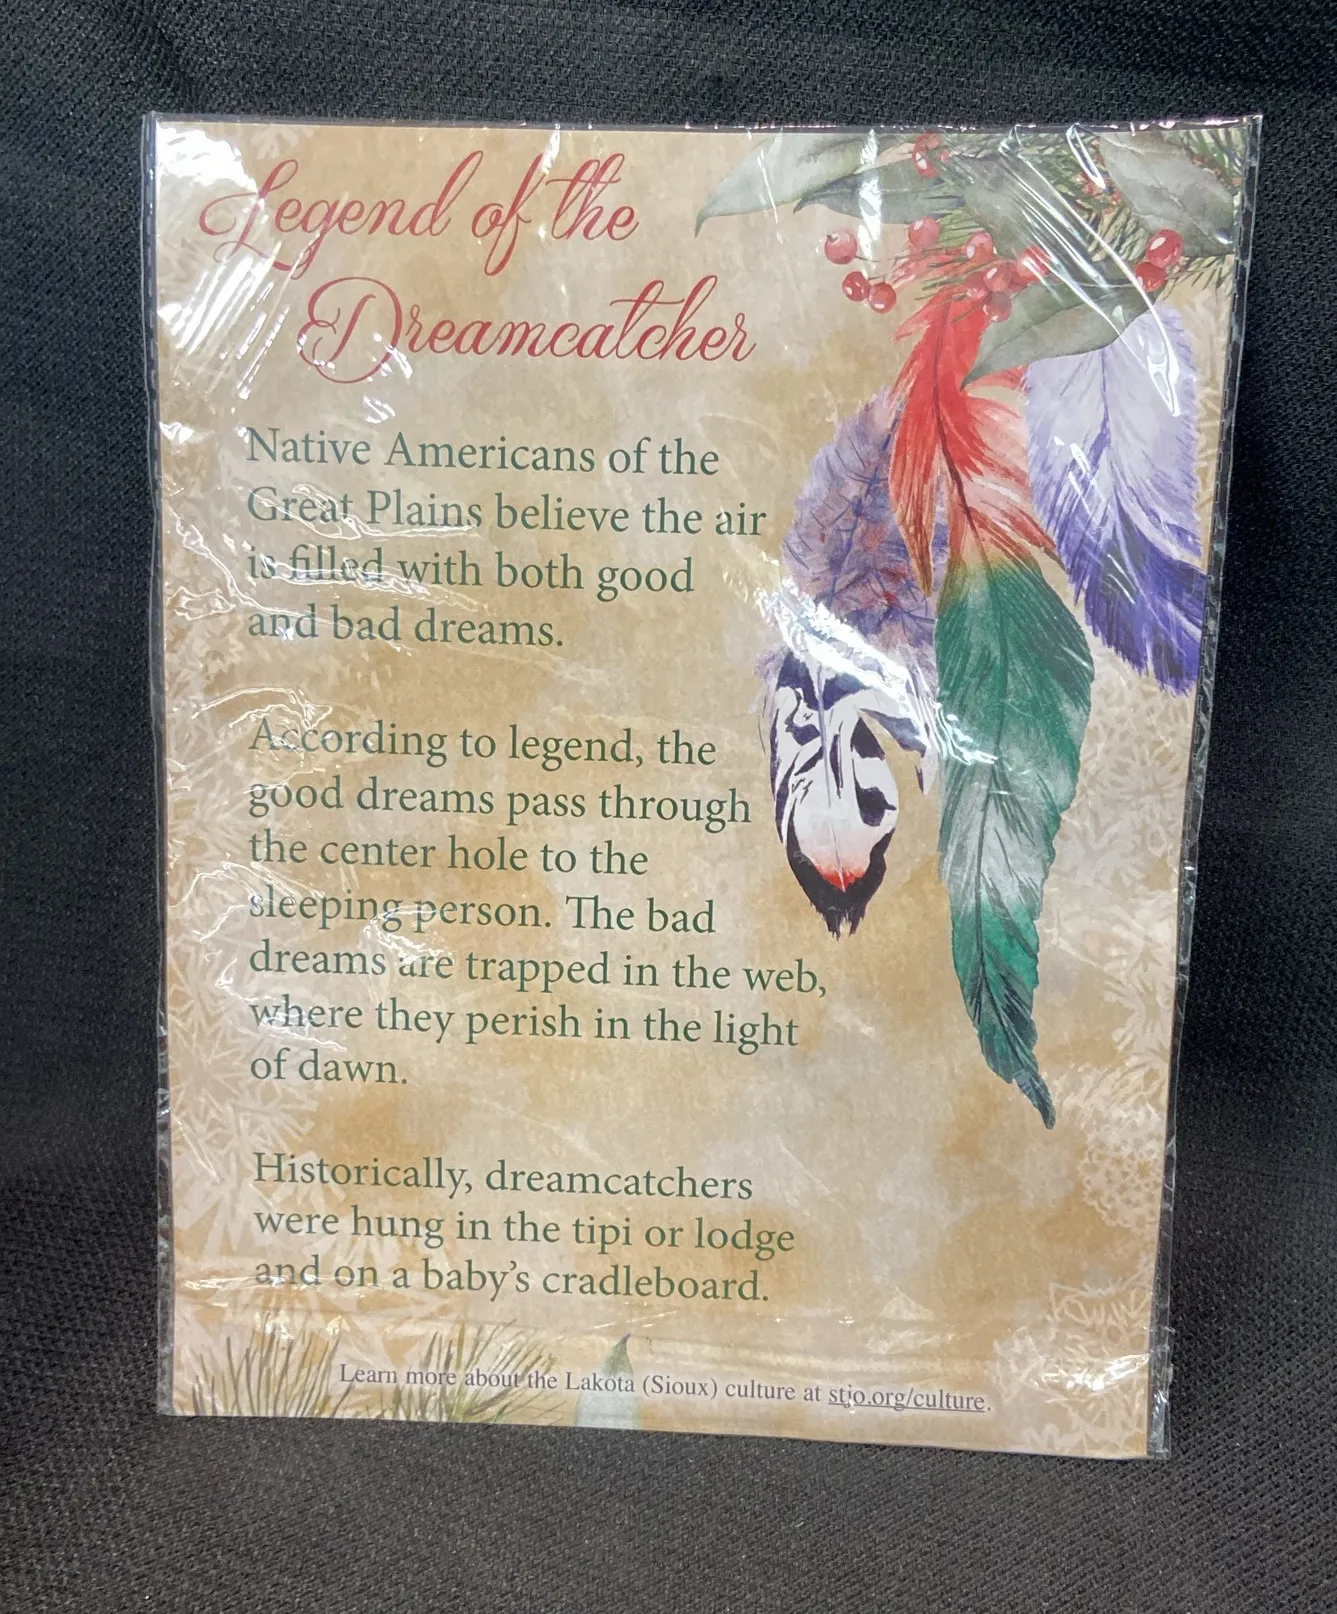 Legend of the
Dreamcatcher
Native Americans of the
Great Plains believe the air
is filled with both good
and bad dreams.
According to legend, the
good dreams pass through
the center hole to the
sleeping person. The bad
dreams are trapped in the web,
where they perish in the light
of dawn.
Historically, dreamcatchers
were hung in the tipi or lodge
and on a baby's cradleboard.
Learn more about the Lakota (Sioux) culture at stjo.org/culture.